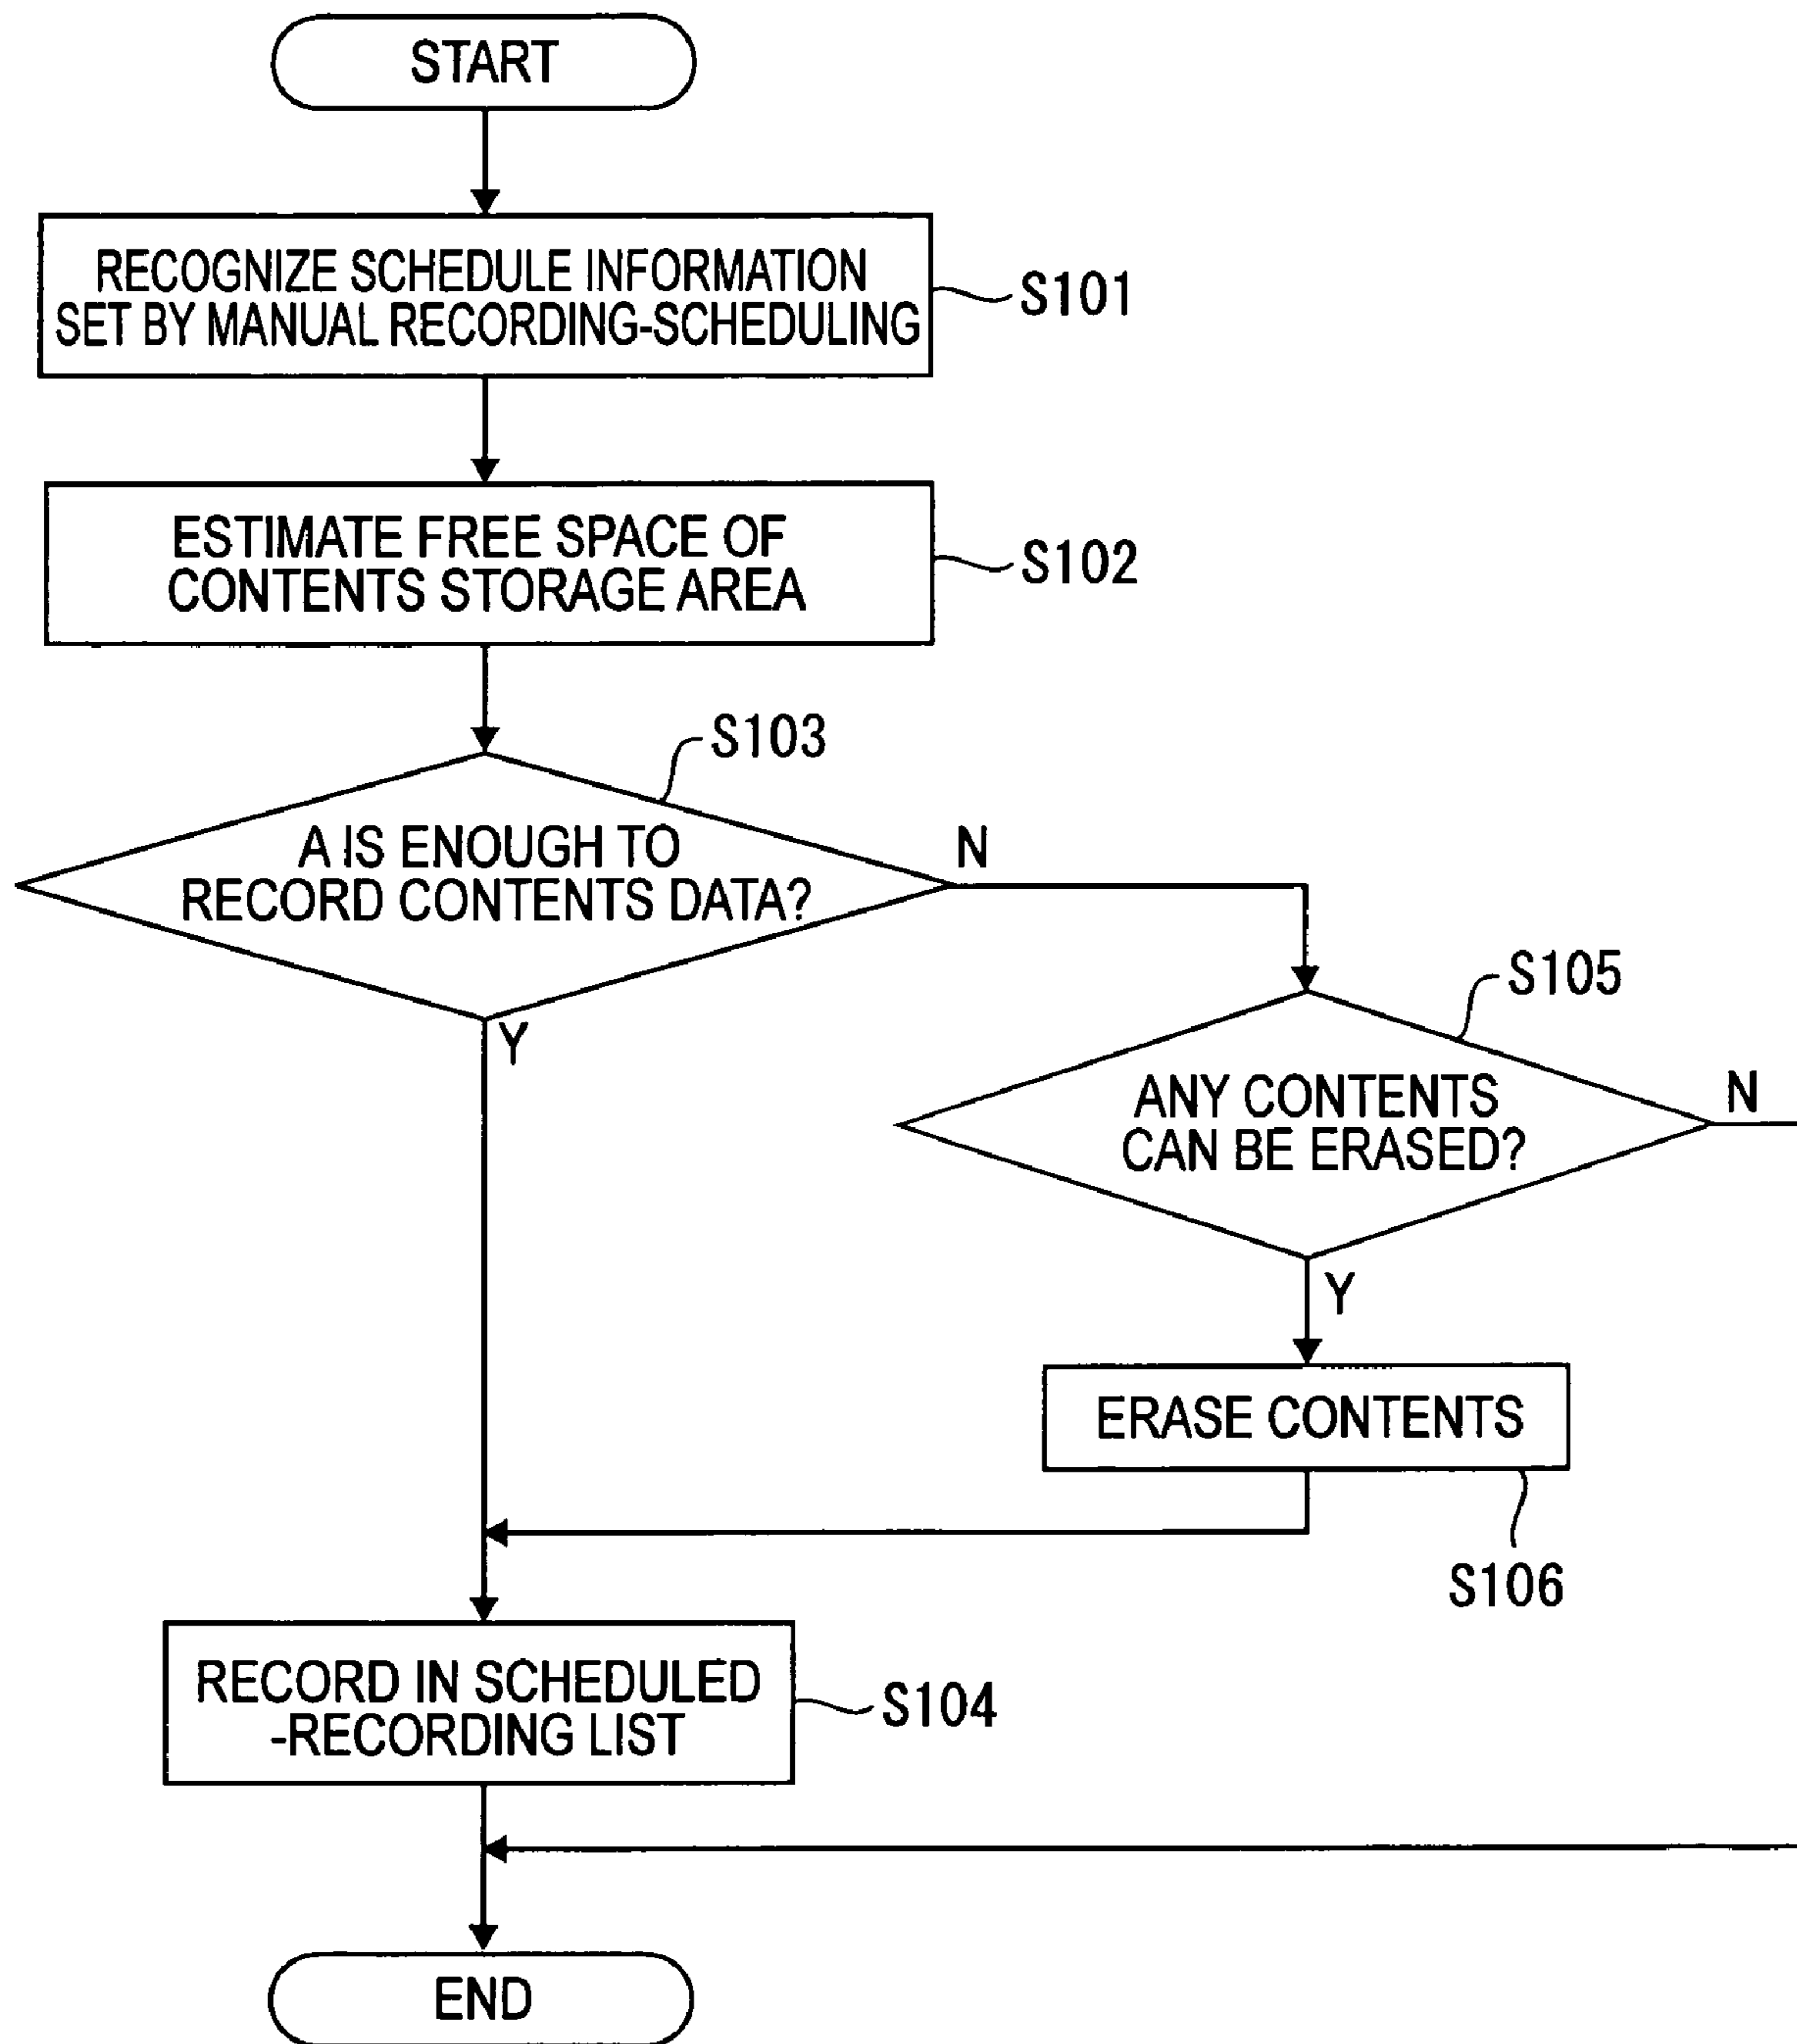 START
RECOGNIZE SCHEDULE INFORMATION
SET BY MANUAL RECORDING-SCHEDULING
S101
ESTIMATE FREE SPACE OF
CONTENTS STORAGE AREA
S102
S103
A IS ENOUGH TO
RECORD CONTENTS DATA?
N
Y
S105
ANY CONTENTS
CAN BE ERASED?
N
Y
ERASE CONTENTS
S106
RECORD IN SCHEDULED
-RECORDING LIST
S104
END